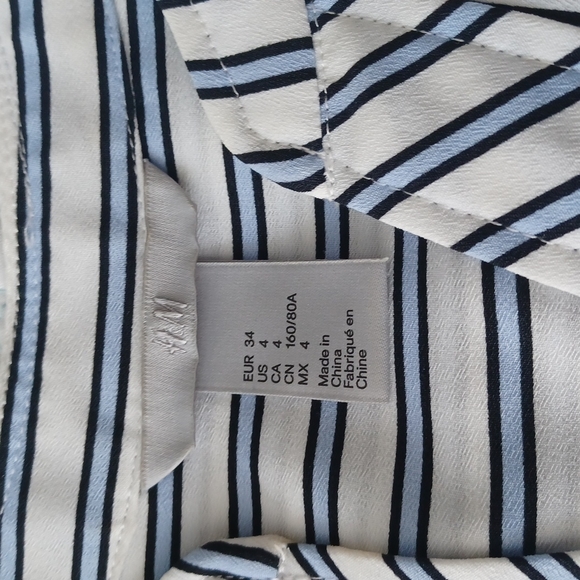 H&M
EUR 34
US 4
CA 4
CN 160/80A
MX 4
Made in
China
Fabriqué en
Chine